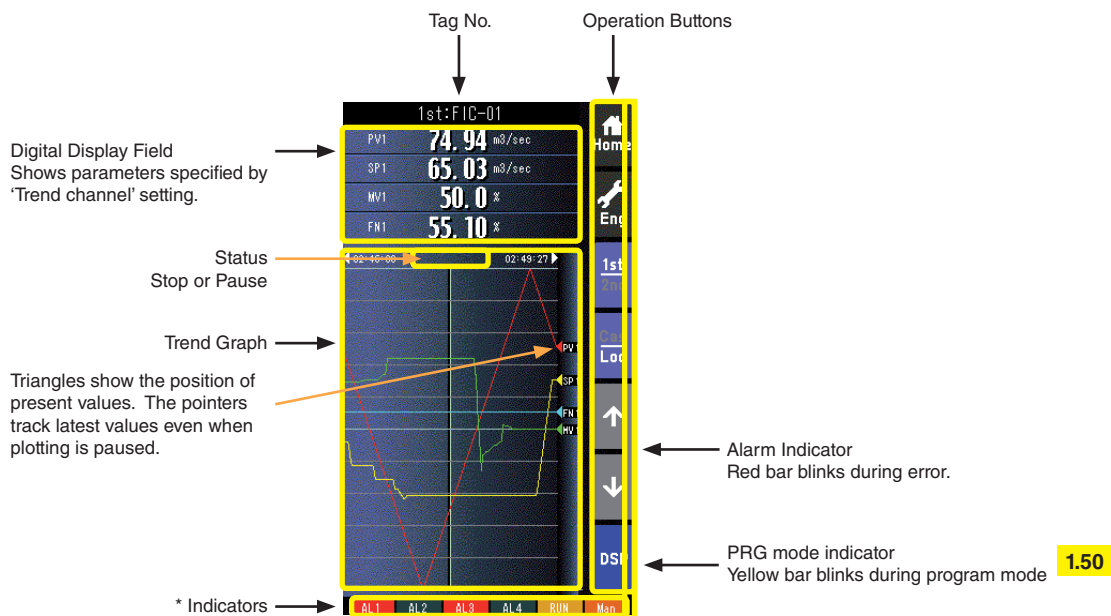 Tag No.
Operation Buttons
1st:FIC-01
PV1 74.94 m3/sec
SP1 65.03 m3/sec
MV1 50.0 %
FN1 55.10 %
Digital Display Field
Shows parameters specified by
‘Trend channel’ setting.
Status
Stop or Pause
02:49:27
Trend Graph
Triangles show the position of
present values. The pointers
track latest values even when
plotting is paused.
PV1
SP1
FN1
MV1
Home
Eng
1st
2nd
Cas
Loc
DSP
Alarm Indicator
Red bar blinks during error.
PRG mode indicator
Yellow bar blinks during program mode
1.50
* Indicators
AL1 AL2 AL3 AL4 RUN Man